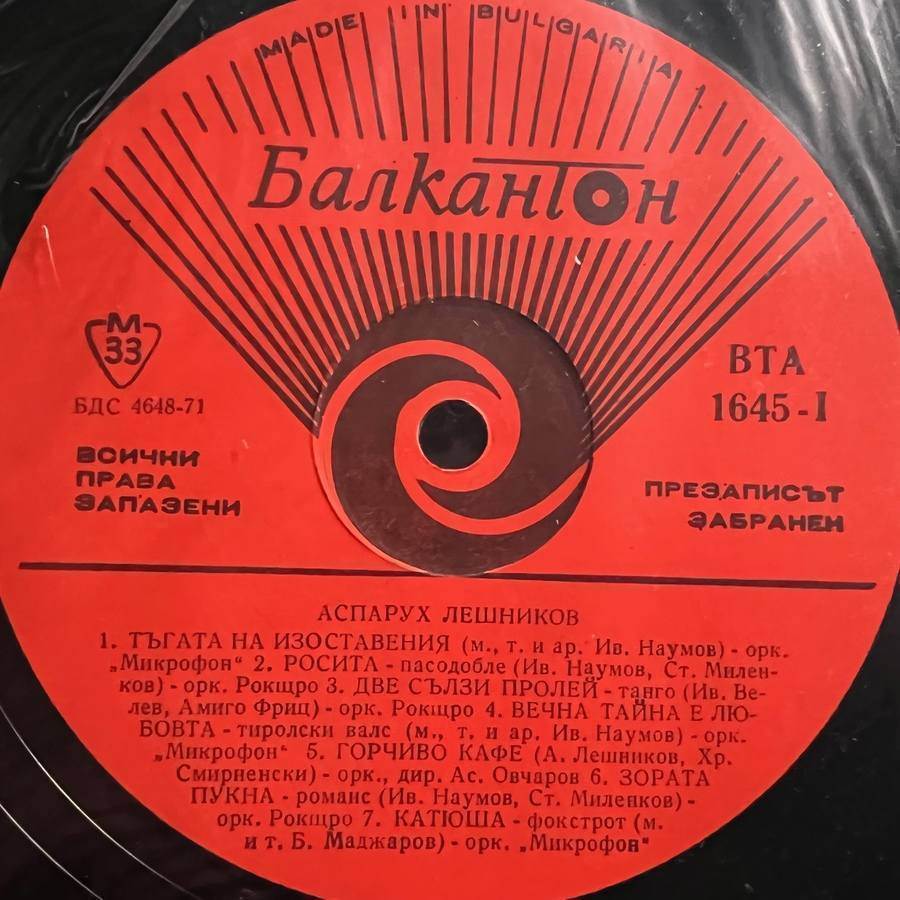 MADE IN BULGARIA
Балкантон
М
33
БДС 4648-71
ВСИЧНИ
ПРАВА
ЗАПАЗЕНИ
ВТА
1645-I
ПРЕЗАПИСЪТ
ЗАБРАНЕН
АСПАРУХ ЛЕШНИКОВ
1. ТЪГАТА НА ИЗОСТАВЕНИЯ (м., т. и ар. Ив. Наумов) - орк.
„Микрофон“ 2. РОСИТА - пасодобле (Ив. Наумов, Ст. Миленков) - орк. Рокщро 3. ДВЕ СЪЛЗИ ПРОЛЕЙ - танго (Ив. Ве-
лев, Амиго Фриц) - орк. Рокщро 4. ВЕЧНА ТАЙНА Е ЛЮ-
БОВТА - тиролски валс (м., т. и ар. Ив. Наумов) - орк.
„Микрофон“ 5. ГОРЧИВО КАФЕ (А. Лешников, Хр.
Смирненски) - орк., дир. Ас. Овчаров 6. ЗОРАТА
ПУКНА - романс (Ив. Наумов, Ст. Миленков) -
орк. Рокщро 7. КАТЮША - фокстрот (м.
и т. Б. Маджаров) - орк. „Микрофон“